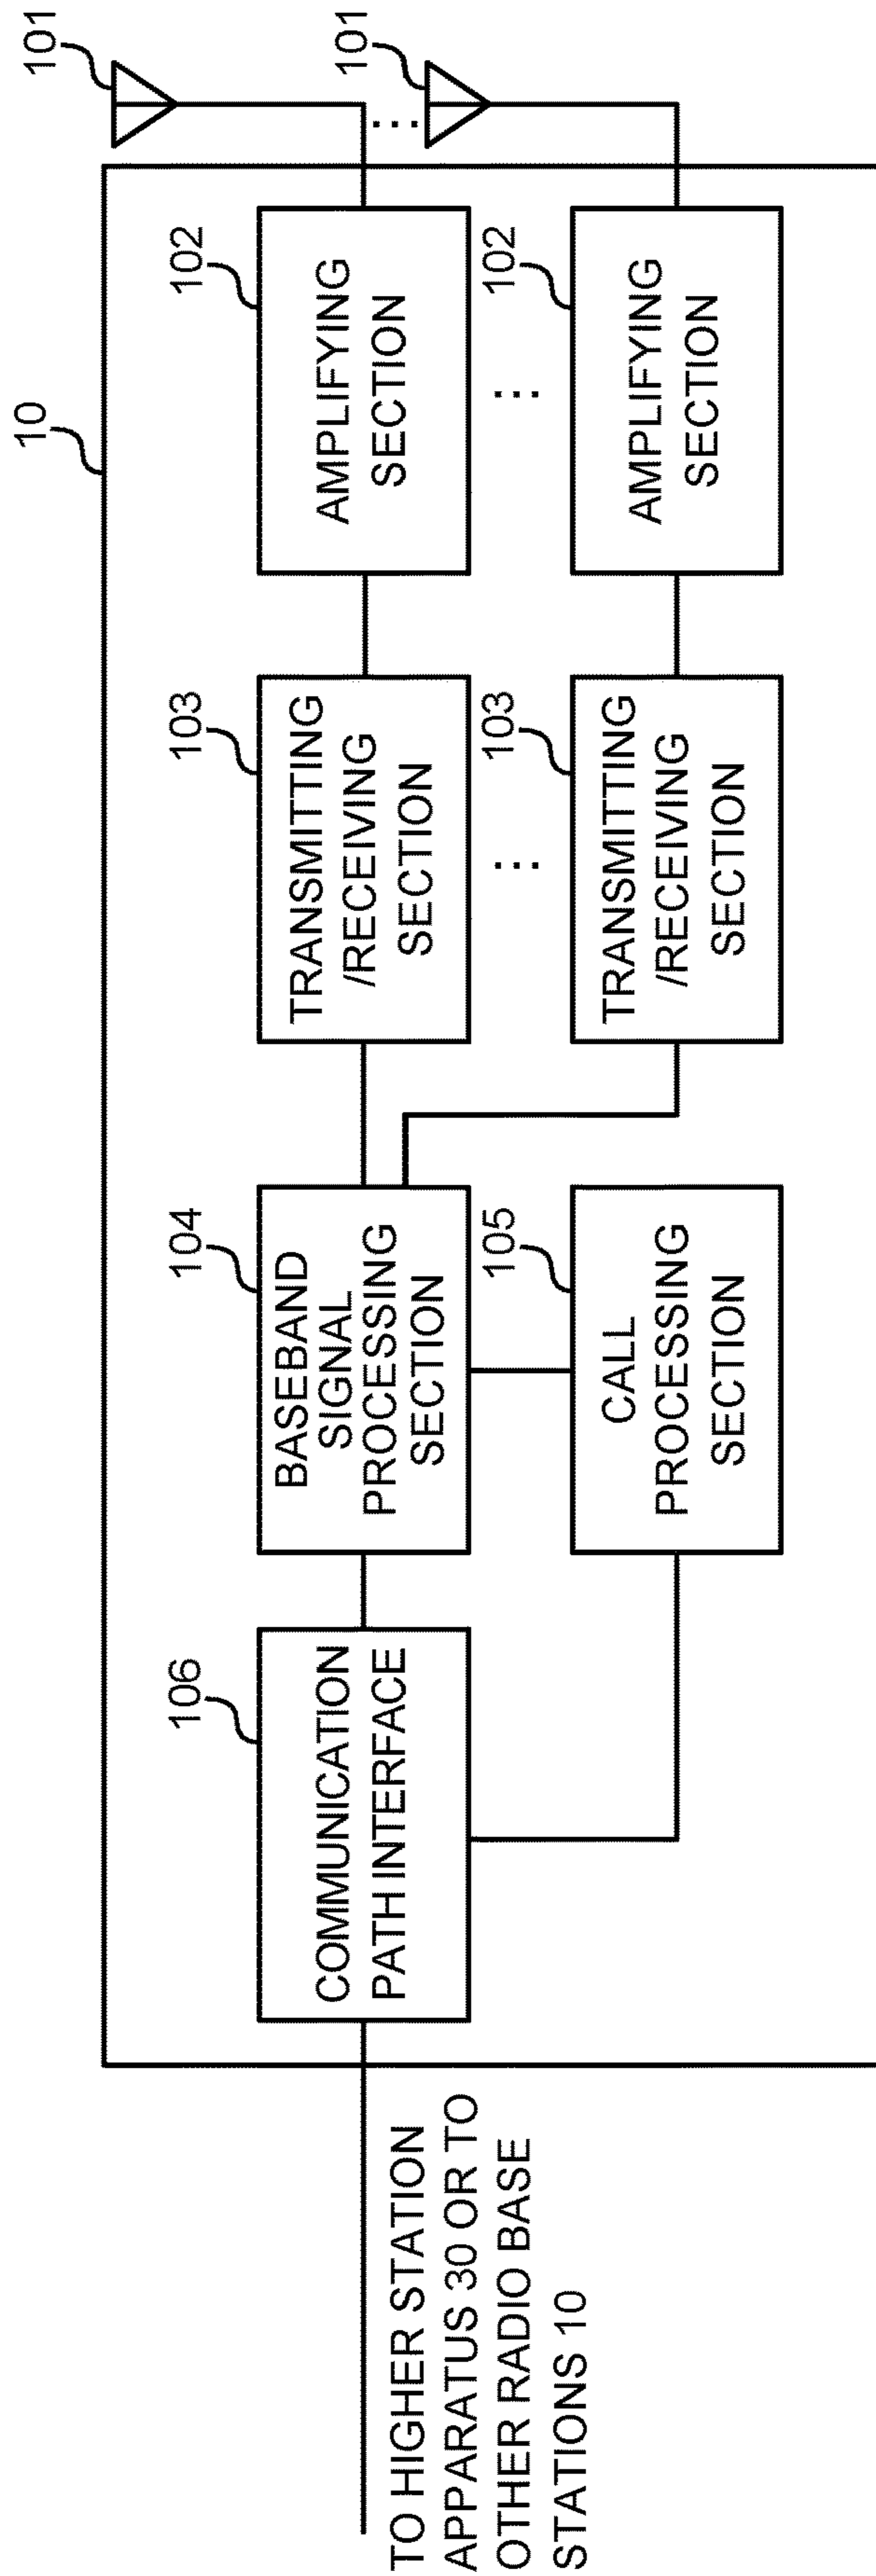 10
101
101
102
AMPLIFYING
SECTION
102
AMPLIFYING
SECTION
...
103
TRANSMITTING
/RECEIVING
SECTION
103
TRANSMITTING
/RECEIVING
SECTION
...
...
104
BASEBAND
SIGNAL
PROCESSING
SECTION
105
CALL
PROCESSING
SECTION
106
COMMUNICATION
PATH INTERFACE
TO HIGHER STATION
APPARATUS 30 OR TO
OTHER RADIO BASE
STATIONS 10